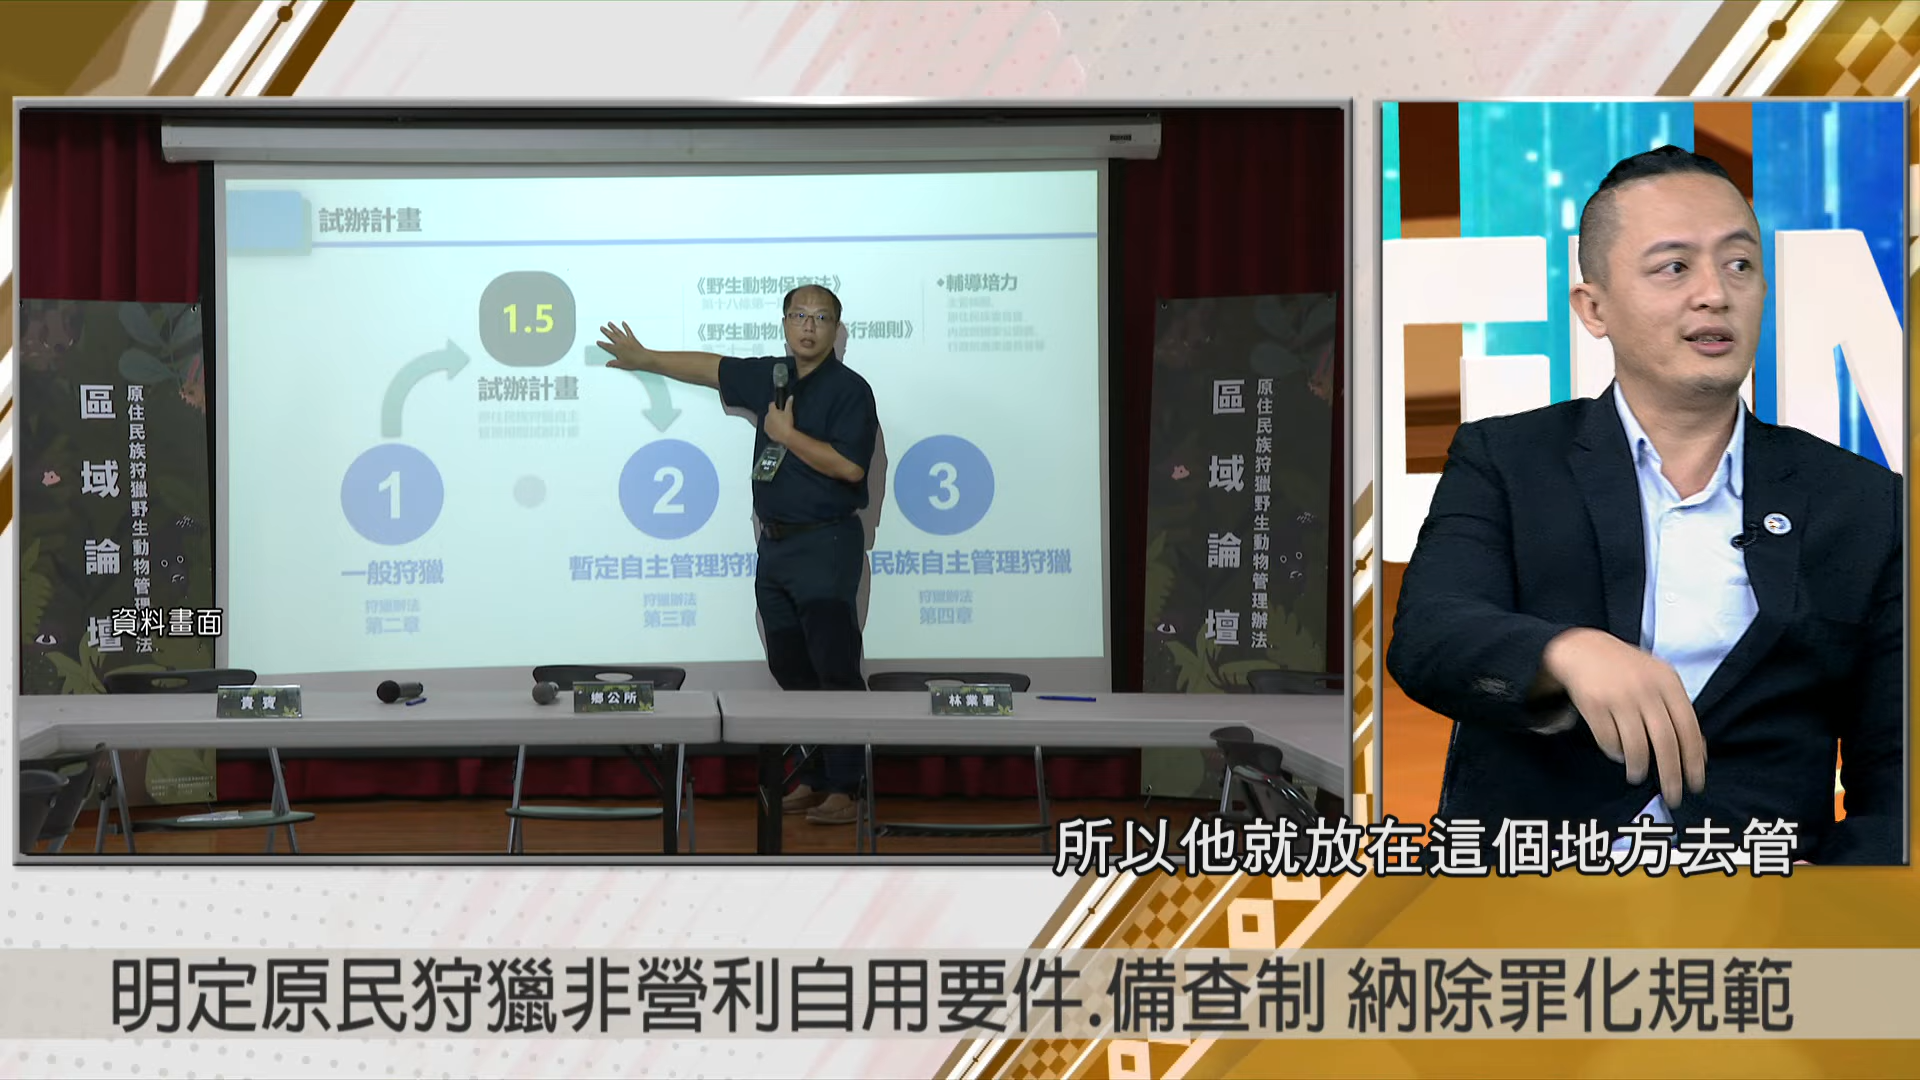 試辦計畫
1.5
試辦計畫
《野生動物保育法》
•輔導培力
1
一般狩獵
狩獵辦法
第二章
2
暫定自主管理狩獵
狩獵辦法
第三章
3
民族自主管理狩獵
狩獵辦法
第四章
區域論壇
原住民族狩獵野生動物管理辦法
區域論壇
原住民族狩獵野生動物管理辦法
資料畫面
貴賓
鄉公所
林業署
所以他就放在這個地方去管
明定原民狩獵非營利自用要件.備查制 納除罪化規範